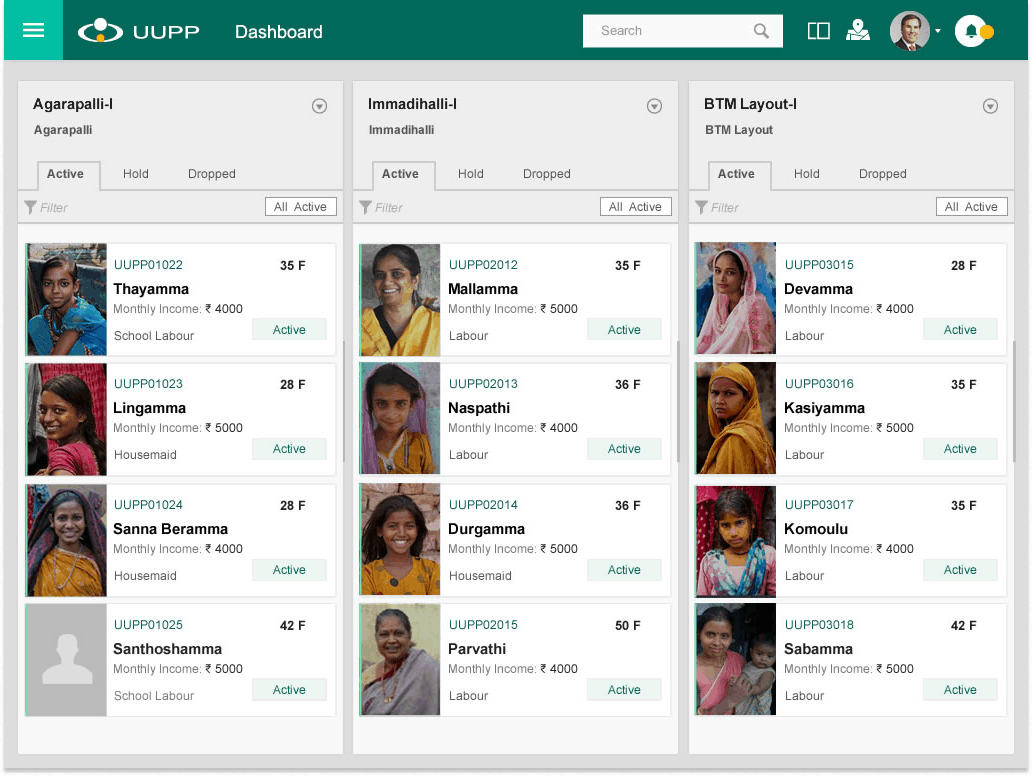 UUPP
Dashboard
Search
Agarapalli-I
Agarapalli
Active Hold Dropped
Filter
All Active
UUPP01022 35 F
Thayamma
Monthly Income: ₹ 4000
School Labour Active
UUPP01023 28 F
Lingamma
Monthly Income: ₹ 5000
Housemaid Active
UUPP01024 28 F
Sanna Beramma
Monthly Income: ₹ 4000
Housemaid Active
UUPP01025 42 F
Santhoshamma
Monthly Income: ₹ 5000
School Labour Active
Immadihalli-I
Immadihalli
Active Hold Dropped
Filter
All Active
UUPP02012 35 F
Mallamma
Monthly Income: ₹ 5000
Labour Active
UUPP02013 36 F
Naspathi
Monthly Income: ₹ 4000
Labour Active
UUPP02014 36 F
Durgamma
Monthly Income: ₹ 5000
Housemaid Active
UUPP02015 50 F
Parvathi
Monthly Income: ₹ 4000
Labour Active
BTM Layout-I
BTM Layout
Active Hold Dropped
Filter
All Active
UUPP03015 28 F
Devamma
Monthly Income: ₹ 4000
Labour Active
UUPP03016 35 F
Kasiyamma
Monthly Income: ₹ 5000
Labour Active
UUPP03017 35 F
Komoulu
Monthly Income: ₹ 4000
Labour Active
UUPP03018 42 F
Sabamma
Monthly Income: ₹ 5000
Labour Active